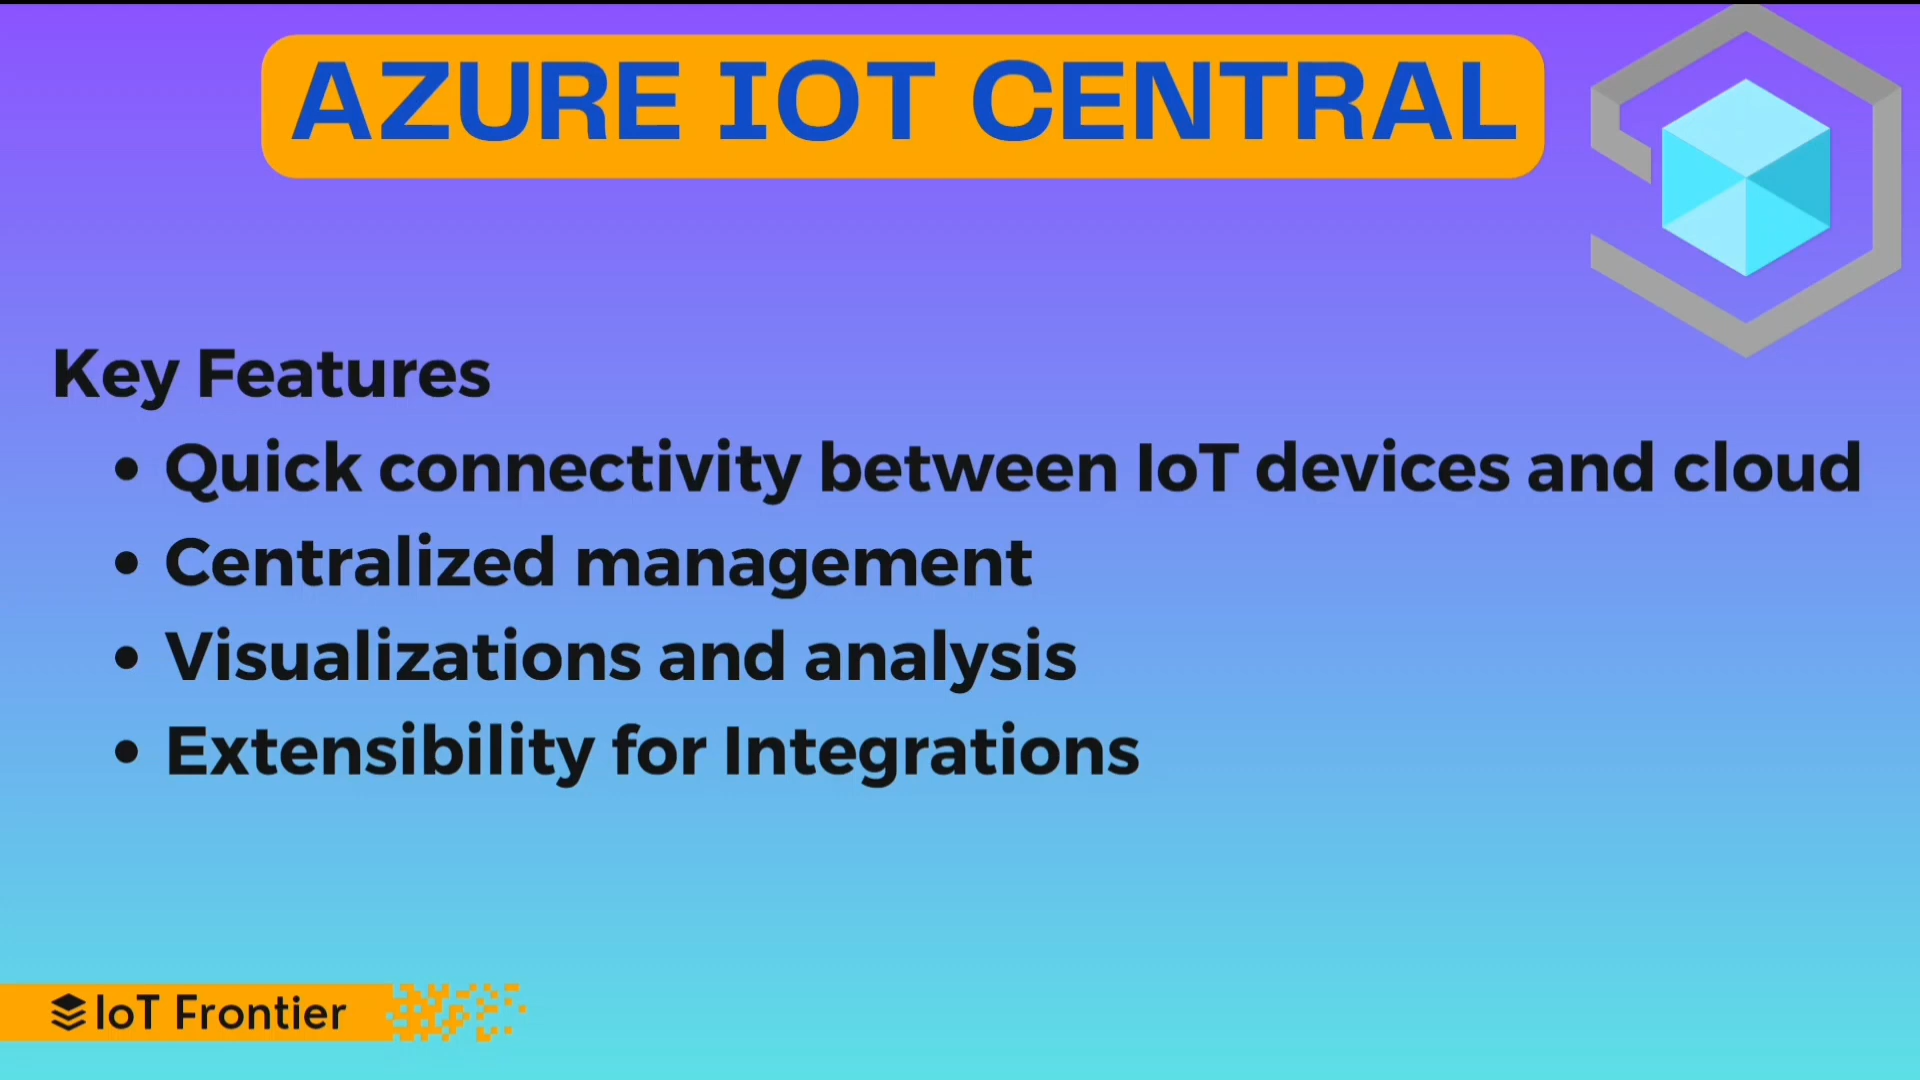 AZURE IOT CENTRAL
Key Features
• Quick connectivity between IoT devices and cloud
• Centralized management
• Visualizations and analysis
• Extensibility for Integrations
IoT Frontier